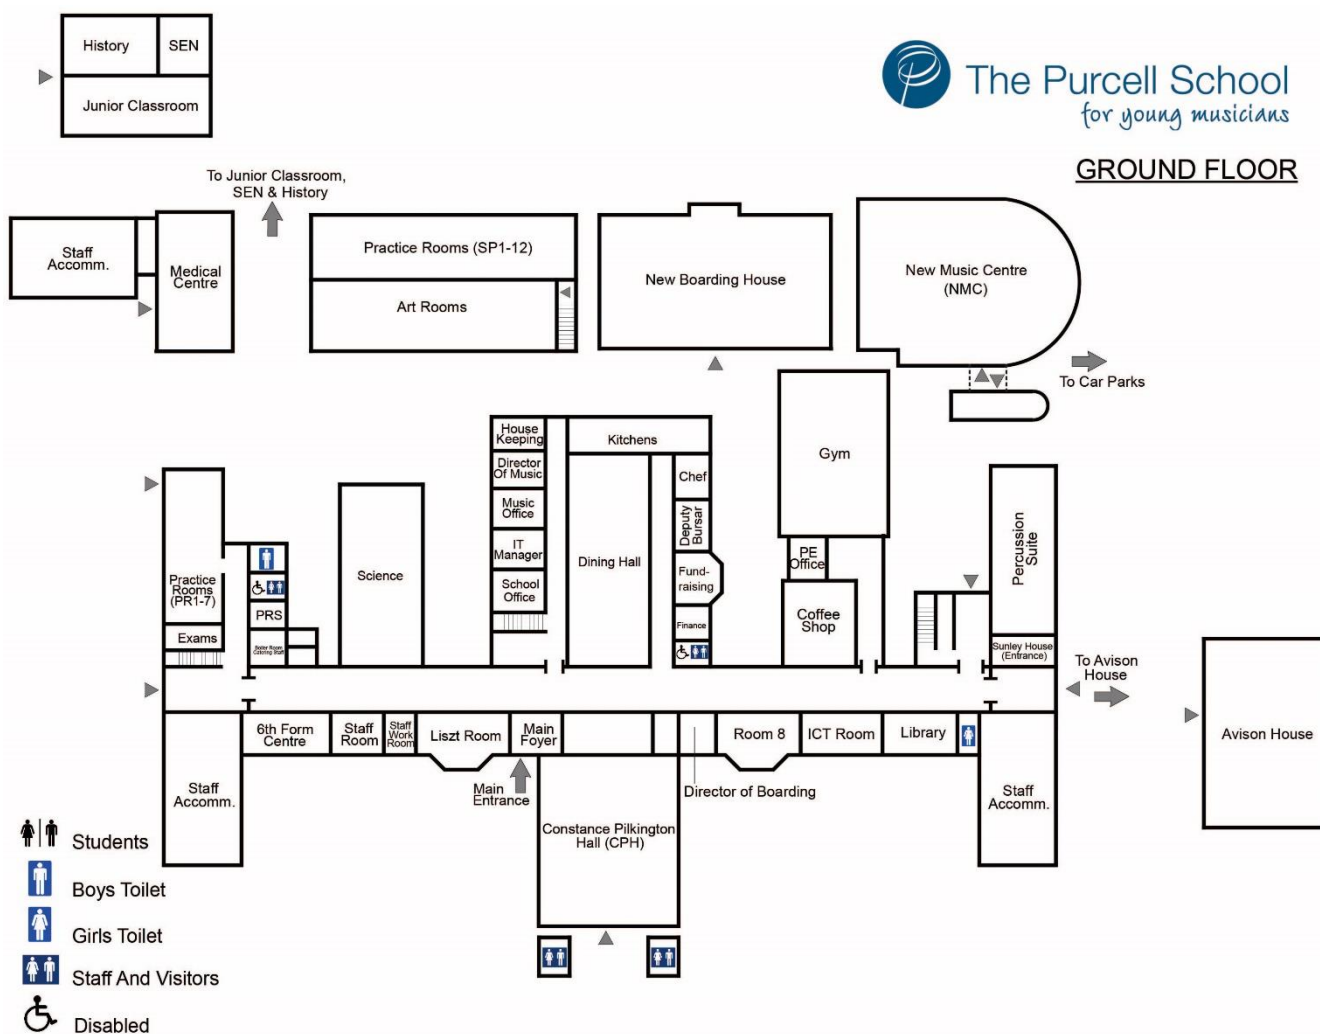 History
SEN
Junior Classroom
The Purcell School
for young musicians
GROUND FLOOR
To Junior Classroom,
SEN & History
Staff
Accomm.
Medical
Centre
Practice Rooms (SP1-12)
Art Rooms
New Boarding House
New Music Centre
(NMC)
To Car Parks
House
Keeping
Director
Of Music
Music
Office
IT
Manager
School
Office
Kitchens
Dining Hall
Chef
Deputy
Bursar
Fund-
raising
Finance
Gym
PE
Office
Coffee
Shop
Percussion
Suite
Sunley House
(Entrance)
To Avison
House
Avison House
Practice
Rooms
(PR1-7)
Exams
PRS
Boiler Room
Catering Staff
Science
6th Form
Centre
Staff
Room
Staff
Work
Room
Liszt Room
Main
Foyer
Room 8
ICT Room
Library
Staff
Accomm.
Main
Entrance
Director of Boarding
Constance Pilkington
Hall (CPH)
Staff
Accomm.
Students
Boys Toilet
Girls Toilet
Staff And Visitors
Disabled